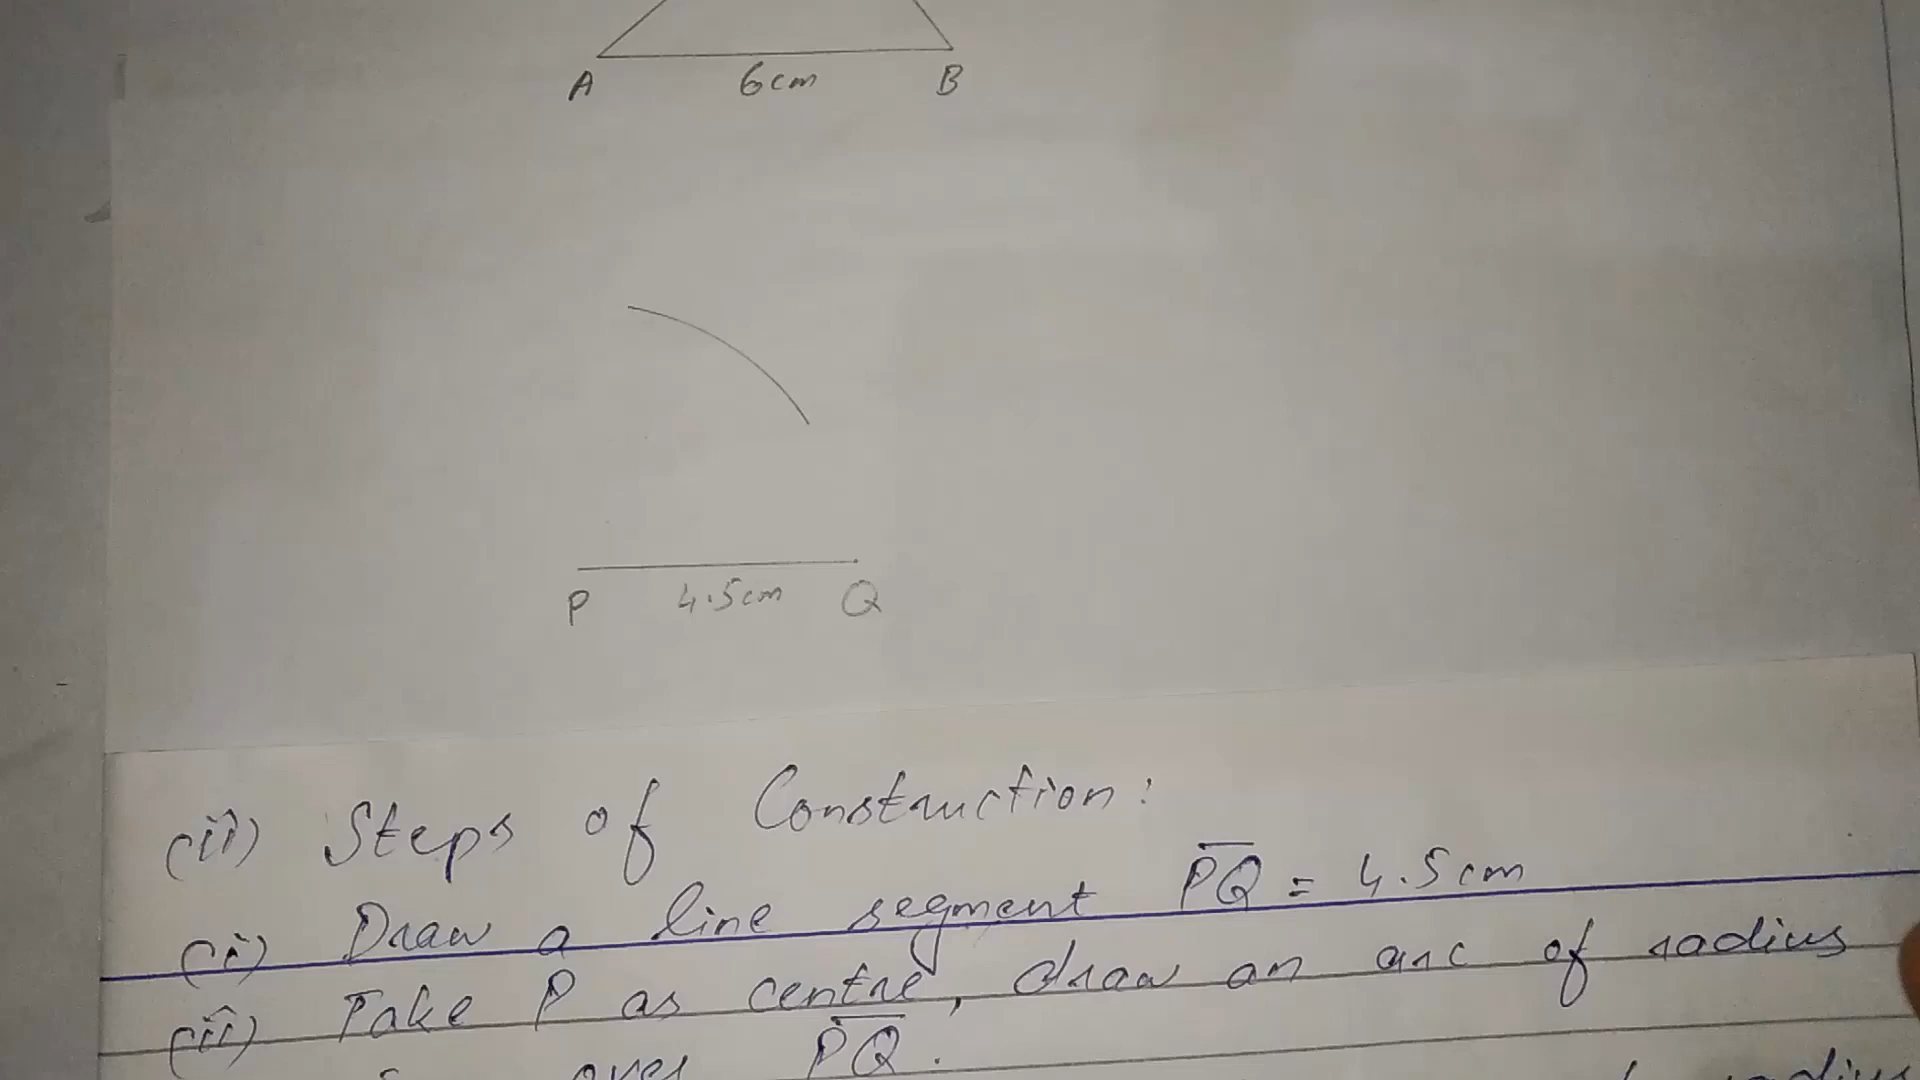 A 6cm B
P 4.5cm Q
(ii) Steps of Construction:
(i) Draw a line segment PQ = 4.5cm
(ii) Take P as centre, draw an arc of radius
over PQ.
radius